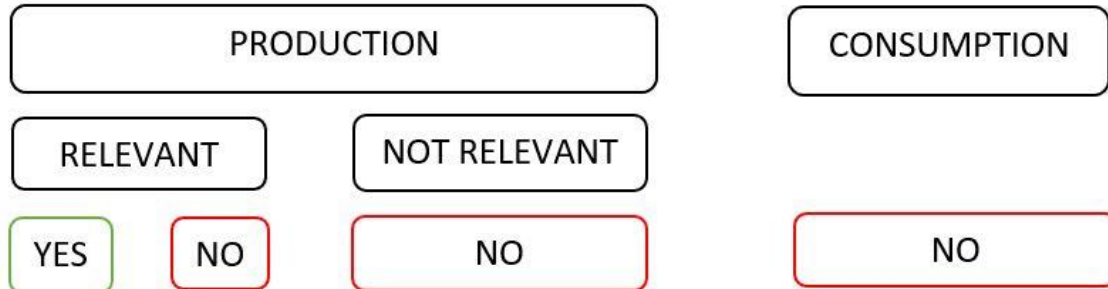 PRODUCTION
CONSUMPTION
RELEVANT
NOT RELEVANT
YES
NO
NO
NO